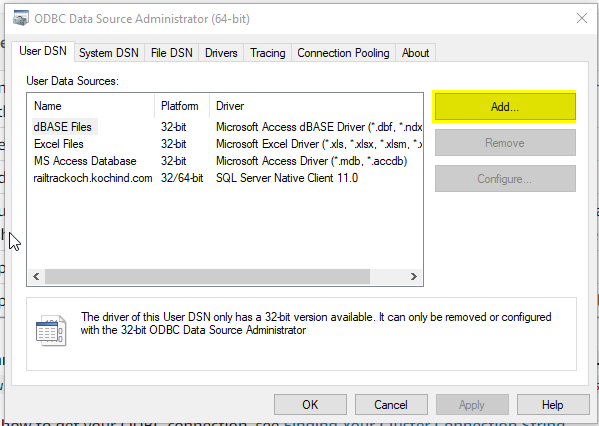 ODBC Data Source Administrator (64-bit)
User DSN System DSN File DSN Drivers Tracing Connection Pooling About
User Data Sources:
Name Platform Driver
dBASE Files 32-bit Microsoft Access dBASE Driver (*.dbf, *.ndx
Excel Files 32-bit Microsoft Excel Driver (*.xls, *.xlsx, *.xlsm, *.x
MS Access Database 32-bit Microsoft Access Driver (*.mdb, *.accdb)
railtrackoch.kochind.com 32/64-bit SQL Server Native Client 11.0
Add...
Remove
Configure...
The driver of this User DSN only has a 32-bit version available. It can only be removed or configured
with the 32-bit ODBC Data Source Administrator
OK Cancel Apply Help